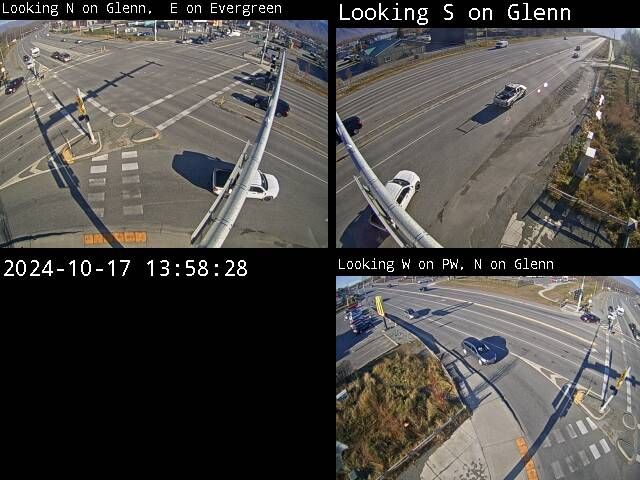 Looking N on Glenn,  E on Evergreen
Looking S on Glenn
2024-10-17 13:58:28
Looking W on PW, N on Glenn